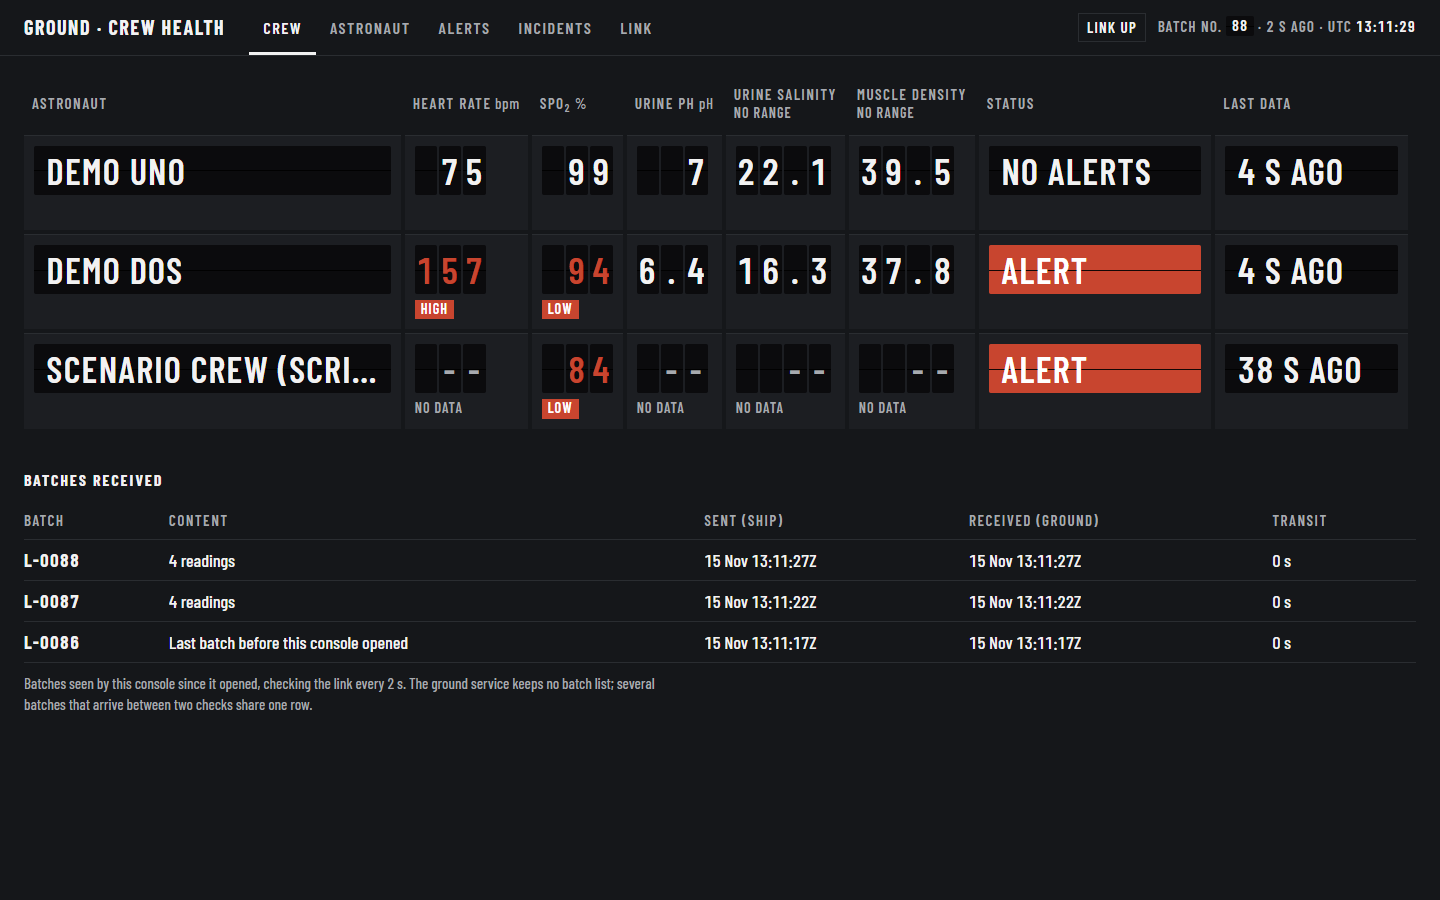 GROUND · CREW HEALTH CREW ASTRONAUT ALERTS INCIDENTS LINK LINK UP BATCH NO. 88 · 2 S AGO · UTC 13:11:29
ASTRONAUT HEART RATE bpm SPO₂ % URINE PH pH URINE SALINITY NO RANGE MUSCLE DENSITY NO RANGE STATUS LAST DATA
DEMO UNO 75 99 7 22.1 39.5 NO ALERTS 4 S AGO
DEMO DOS 157 94 6.4 16.3 37.8 ALERT 4 S AGO
HIGH LOW
SCENARIO CREW (SCRI... -- 84 -- -- -- ALERT 38 S AGO
NO DATA LOW NO DATA NO DATA NO DATA
BATCHES RECEIVED
BATCH CONTENT SENT (SHIP) RECEIVED (GROUND) TRANSIT
L-0088 4 readings 15 Nov 13:11:27Z 15 Nov 13:11:27Z 0 s
L-0087 4 readings 15 Nov 13:11:22Z 15 Nov 13:11:22Z 0 s
L-0086 Last batch before this console opened 15 Nov 13:11:17Z 15 Nov 13:11:17Z 0 s
Batches seen by this console since it opened, checking the link every 2 s. The ground service keeps no batch list; several
batches that arrive between two checks share one row.